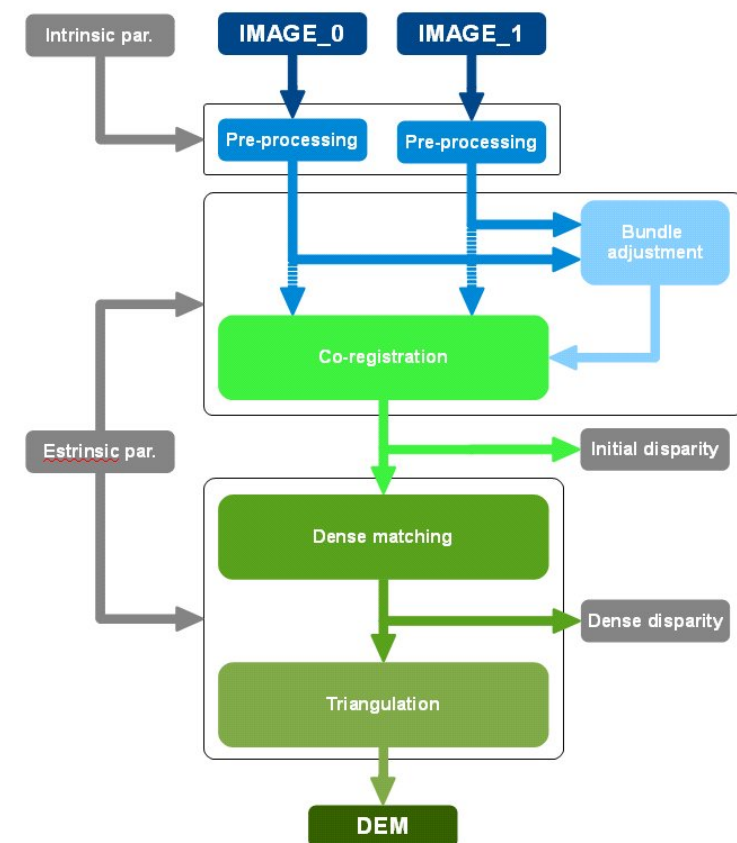 Intrinsic par.
IMAGE_0
IMAGE_1
Pre-processing
Pre-processing
Bundle
adjustment
Co-registration
Estrinsic par.
Initial disparity
Dense matching
Dense disparity
Triangulation
DEM